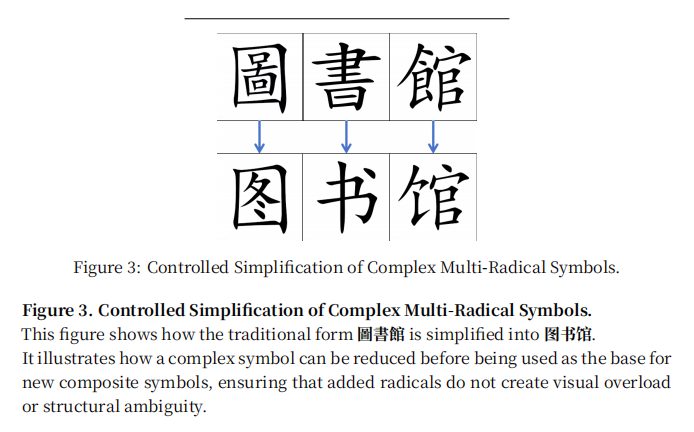 圖書館
图书馆
Figure 3: Controlled Simplification of Complex Multi-Radical Symbols.
Figure 3. Controlled Simplification of Complex Multi-Radical Symbols.
This figure shows how the traditional form 圖書館 is simplified into 图书馆.
It illustrates how a complex symbol can be reduced before being used as the base for
new composite symbols, ensuring that added radicals do not create visual overload
or structural ambiguity.